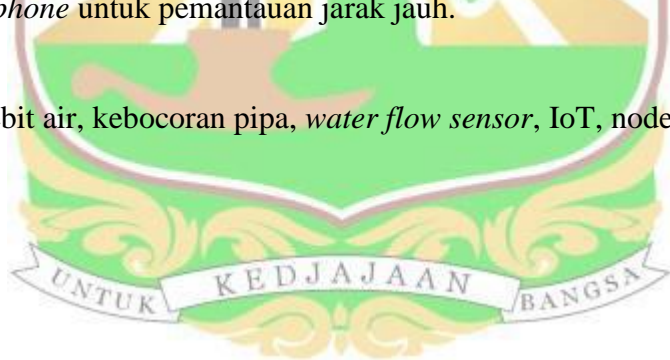 phone untuk pemantauan jarak jauh.
bit air, kebocoran pipa, water flow sensor, IoT, node
UNTUK KEDJAJAAN BANGSA